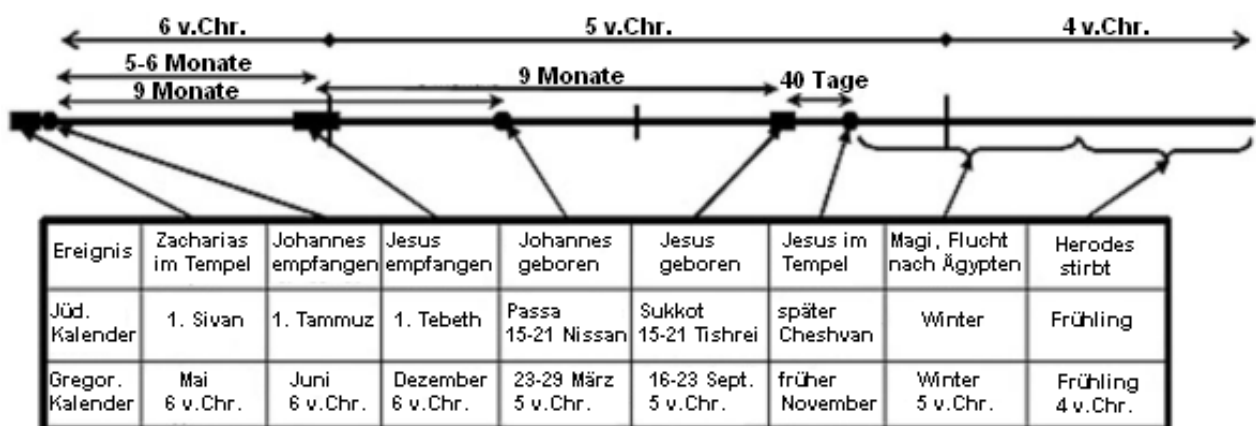 6 v.Chr.
5 v.Chr.
4 v.Chr.
5-6 Monate
9 Monate
9 Monate
40 Tage
Ereignis
Zacharias
im Tempel
Johannes
empfangen
Jesus
empfangen
Johannes
geboren
Jesus
geboren
Jesus im
Tempel
Magi, Flucht
nach Ägypten
Herodes
stirbt
Jüd.
Kalender
1. Sivan
1. Tammuz
1. Tebeth
Passa
15-21 Nissan
Sukkot
15-21 Tishrei
später
Cheshvan
Winter
Frühling
Gregor.
Kalender
Mai
6 v.Chr.
Juni
6 v.Chr.
Dezember
6 v.Chr.
23-29 März
5 v.Chr.
16-23 Sept.
5 v.Chr.
früher
November
Winter
5 v.Chr.
Frühling
4 v.Chr.